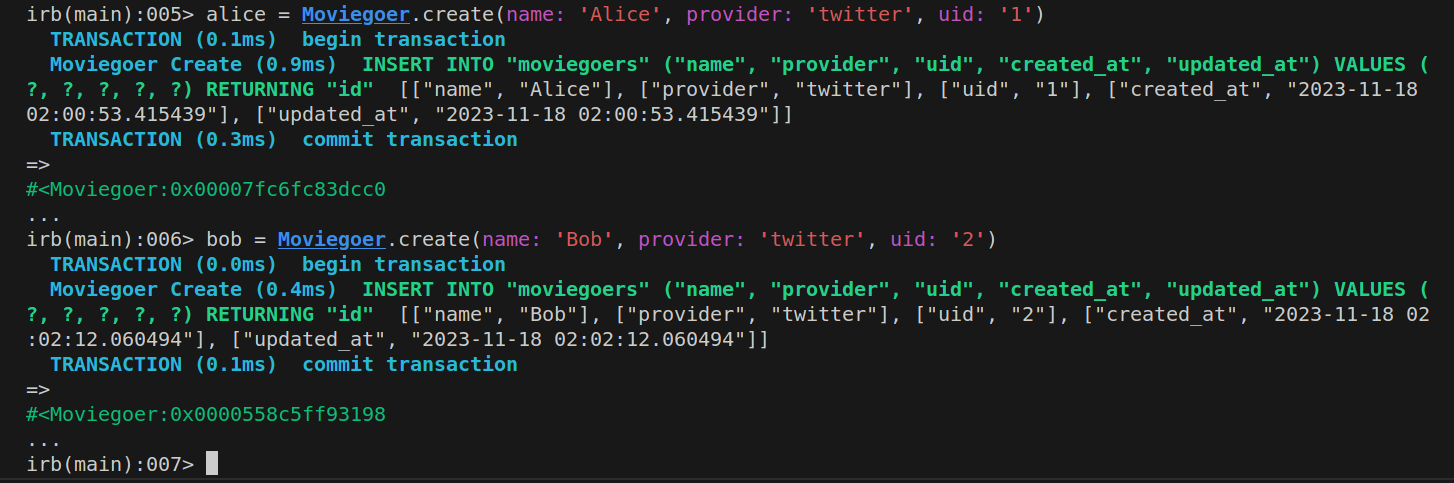 irb(main):005> alice = Moviegoer.create(name: 'Alice', provider: 'twitter', uid: '1')
TRANSACTION (0.1ms)  begin transaction
Moviegoer Create (0.9ms)  INSERT INTO "moviegoers" ("name", "provider", "uid", "created_at", "updated_at") VALUES (
?, ?, ?, ?, ?) RETURNING "id"  [["name", "Alice"], ["provider", "twitter"], ["uid", "1"], ["created_at", "2023-11-18
02:00:53.415439"], ["updated_at", "2023-11-18 02:00:53.415439"]]
TRANSACTION (0.3ms)  commit transaction
=>
#<Moviegoer:0x00007fc6fc83dcc0
...
irb(main):006> bob = Moviegoer.create(name: 'Bob', provider: 'twitter', uid: '2')
TRANSACTION (0.0ms)  begin transaction
Moviegoer Create (0.4ms)  INSERT INTO "moviegoers" ("name", "provider", "uid", "created_at", "updated_at") VALUES (
?, ?, ?, ?, ?) RETURNING "id"  [["name", "Bob"], ["provider", "twitter"], ["uid", "2"], ["created_at", "2023-11-18 02
:02:12.060494"], ["updated_at", "2023-11-18 02:02:12.060494"]]
TRANSACTION (0.1ms)  commit transaction
=>
#<Moviegoer:0x0000558c5ff93198
...
irb(main):007>